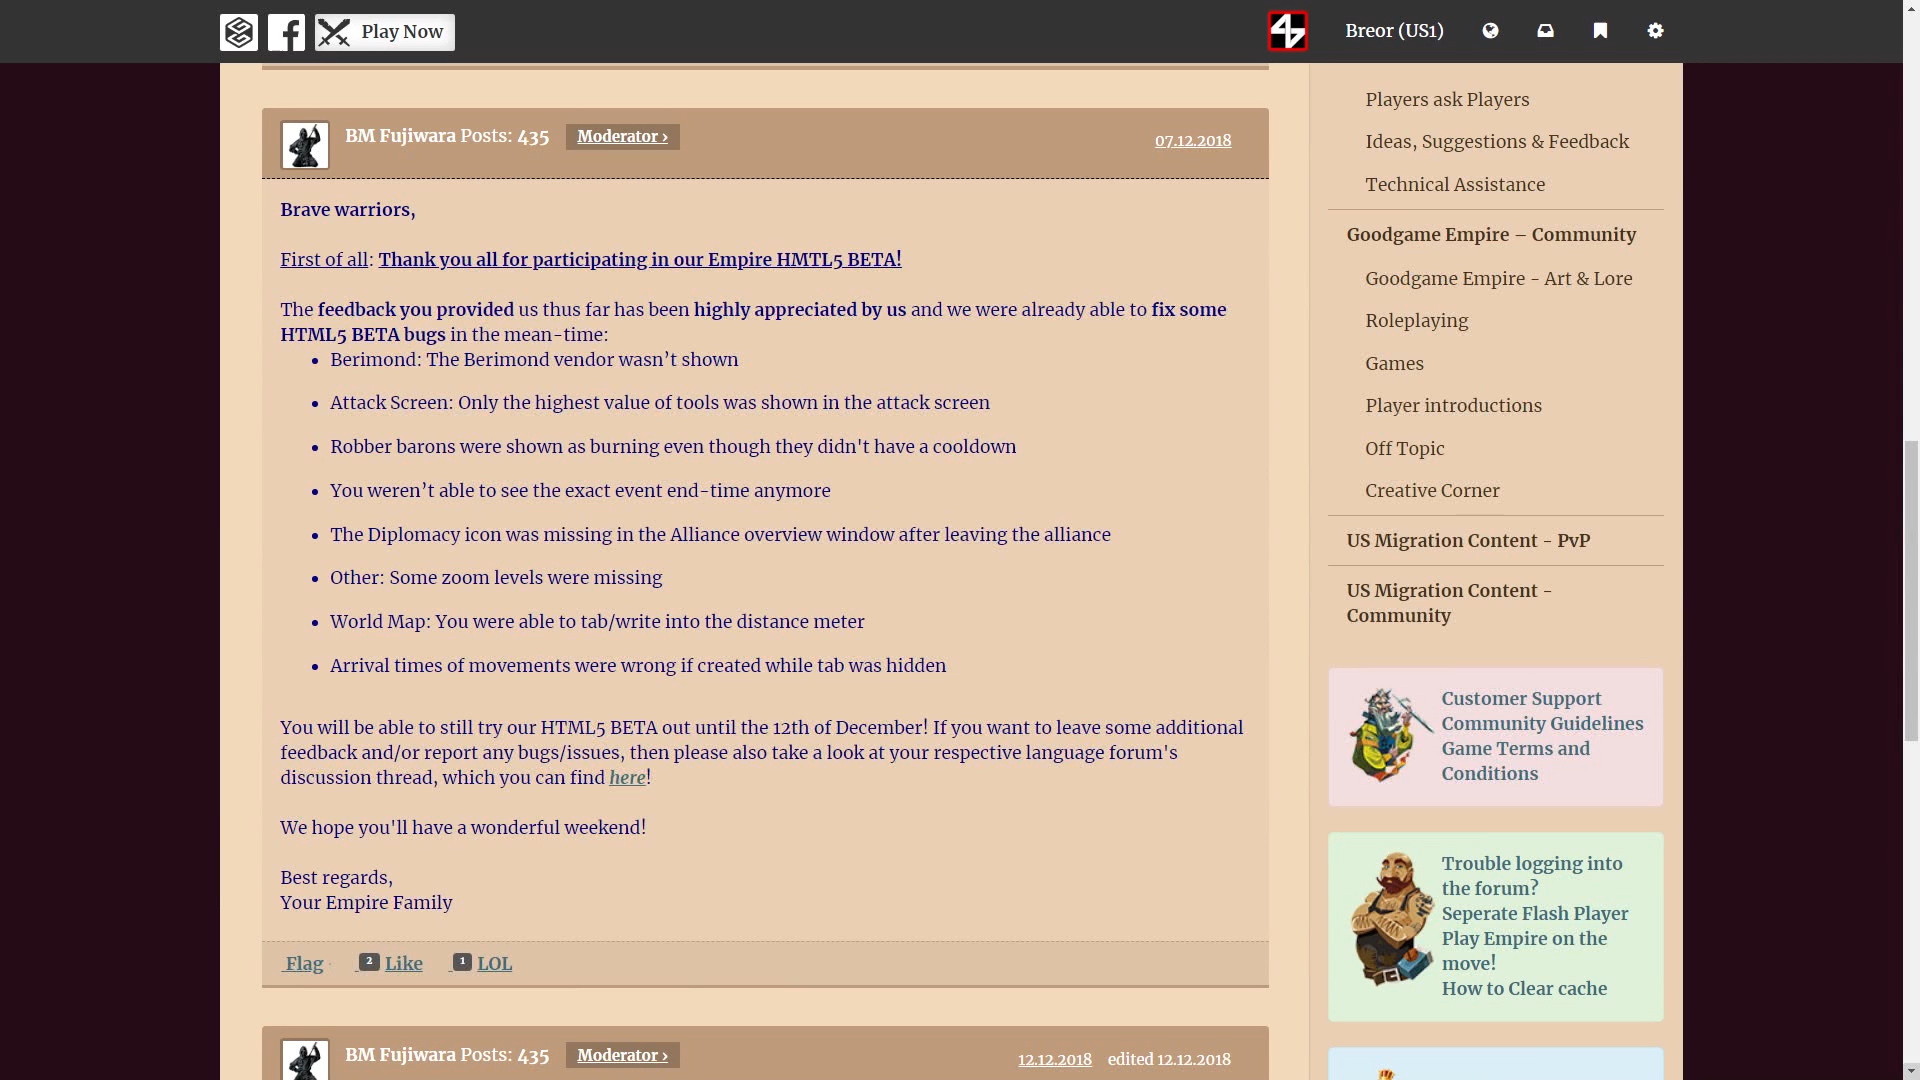 Play Now
Breor (US1)
BM Fujiwara Posts: 435 Moderator ›
07.12.2018
Brave warriors,
First of all: Thank you all for participating in our Empire HMTL5 BETA!
The feedback you provided us thus far has been highly appreciated by us and we were already able to fix some
HTML5 BETA bugs in the mean-time:
• Berimond: The Berimond vendor wasn’t shown
• Attack Screen: Only the highest value of tools was shown in the attack screen
• Robber barons were shown as burning even though they didn't have a cooldown
• You weren’t able to see the exact event end-time anymore
• The Diplomacy icon was missing in the Alliance overview window after leaving the alliance
• Other: Some zoom levels were missing
• World Map: You were able to tab/write into the distance meter
• Arrival times of movements were wrong if created while tab was hidden
You will be able to still try our HTML5 BETA out until the 12th of December! If you want to leave some additional
feedback and/or report any bugs/issues, then please also take a look at your respective language forum's
discussion thread, which you can find here!
We hope you'll have a wonderful weekend!
Best regards,
Your Empire Family
Flag · 2 Like 1 LOL
BM Fujiwara Posts: 435 Moderator ›
12.12.2018 edited 12.12.2018
Players ask Players
Ideas, Suggestions & Feedback
Technical Assistance
Goodgame Empire – Community
Goodgame Empire - Art & Lore
Roleplaying
Games
Player introductions
Off Topic
Creative Corner
US Migration Content - PvP
US Migration Content -
Community
Customer Support
Community Guidelines
Game Terms and
Conditions
Trouble logging into
the forum?
Seperate Flash Player
Play Empire on the
move!
How to Clear cache